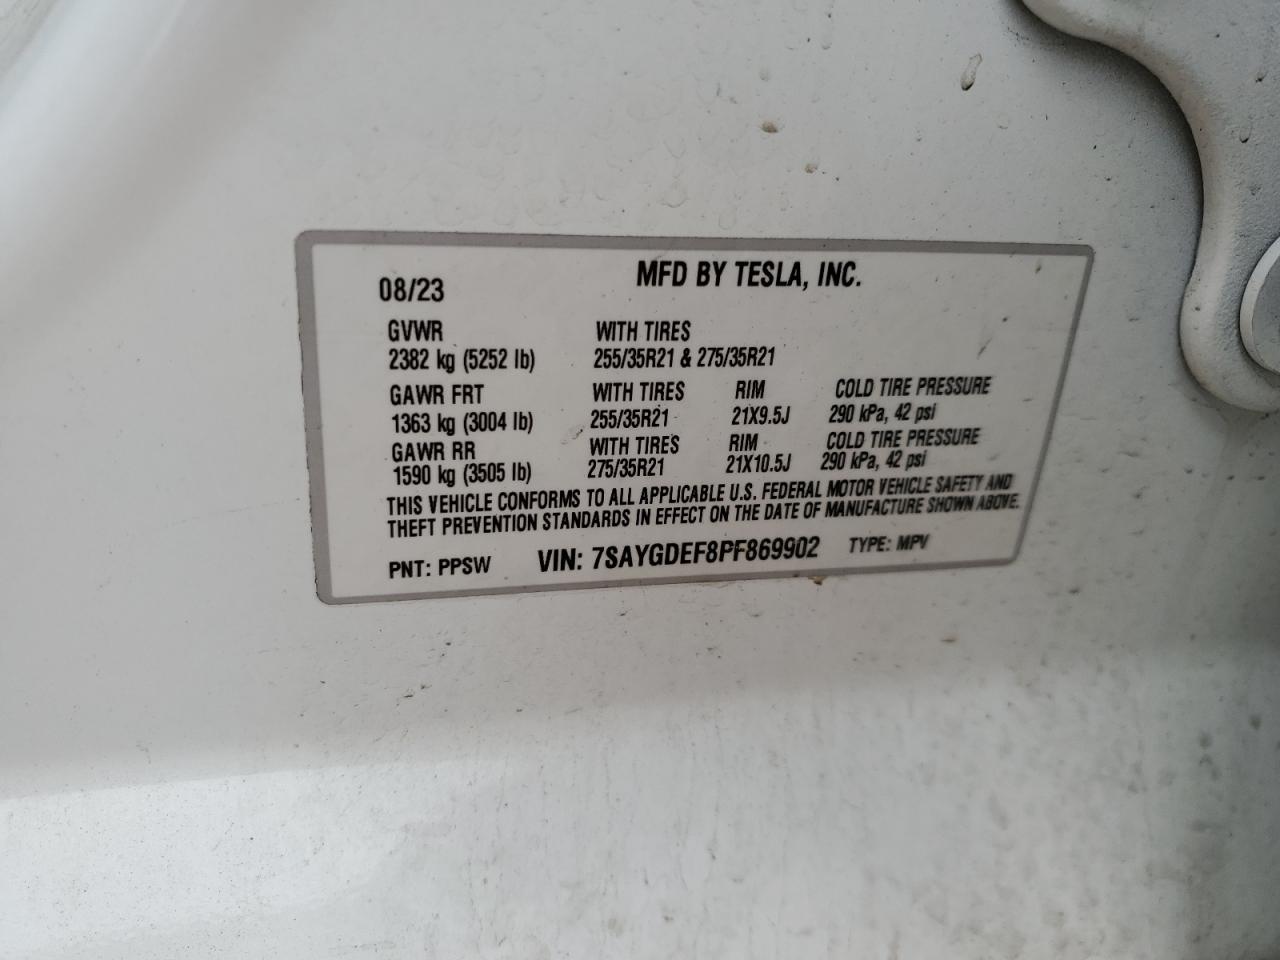 MFD BY TESLA, INC.
08/23
GVWR WITH TIRES
2382 kg (5252 lb) 255/35R21 & 275/35R21
GAWR FRT WITH TIRES RIM COLD TIRE PRESSURE
1363 kg (3004 lb) 255/35R21 21X9.5J 290 kPa, 42 psi
GAWR RR WITH TIRES RIM COLD TIRE PRESSURE
1590 kg (3505 lb) 275/35R21 21X10.5J 290 kPa, 42 psi
THIS VEHICLE CONFORMS TO ALL APPLICABLE U.S. FEDERAL MOTOR VEHICLE SAFETY AND
THEFT PREVENTION STANDARDS IN EFFECT ON THE DATE OF MANUFACTURE SHOWN ABOVE.
PNT: PPSW VIN: 7SAYGDEF8PF869902 TYPE: MPV